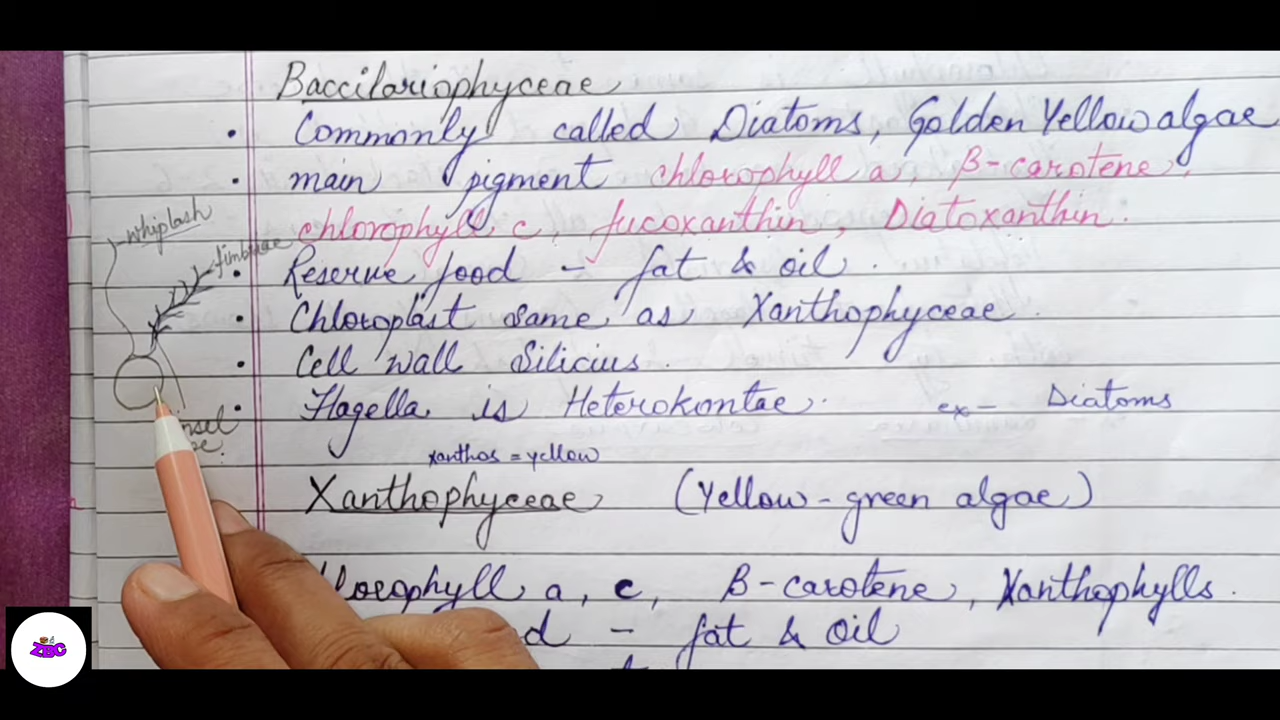 Baccilariophyceae
• Commonly called Diatoms, Golden Yellow algae
• main pigment chlorophyll a, β-carotene,
chlorophyll c, fucoxanthin, Diatoxanthin.
whiplash
fimbriae
• Reserve food - fat & oil.
• Chloroplast same as Xanthophyceae.
• Cell wall Silicius.
• Flagella is Heterokontae. ex- Diatoms
xanthos = yellow
Xanthophyceae (Yellow-green algae)
a, c, β-carotene, Xanthophylls.
- fat & oil
ZBC